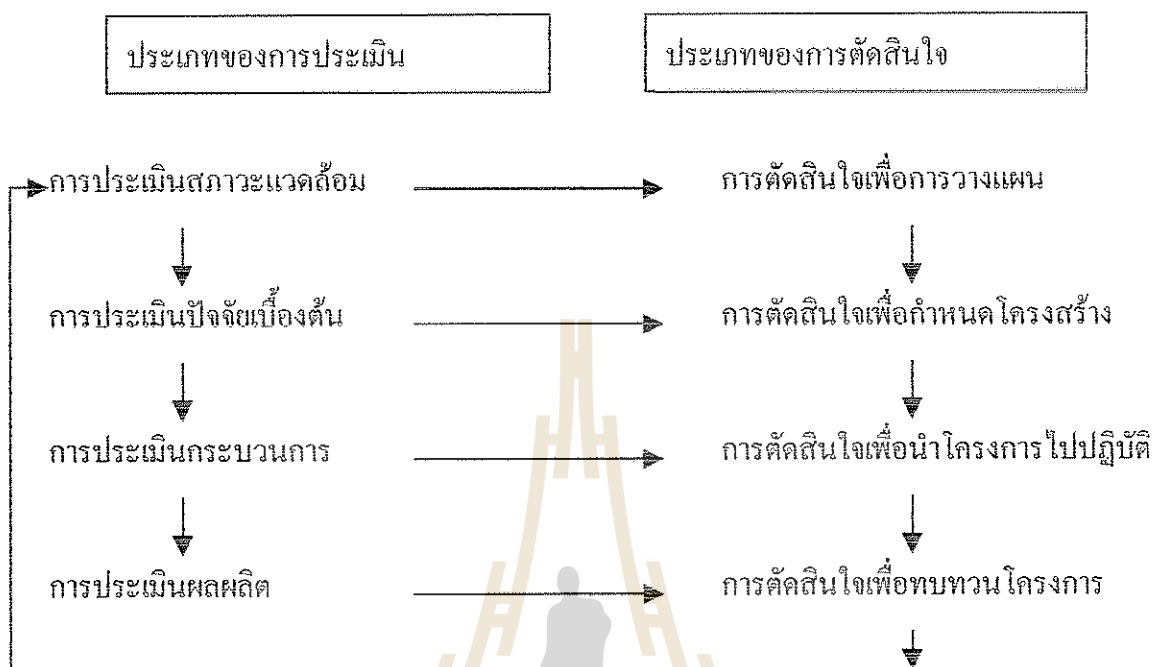 ประเภทของการประเมิน
ประเภทของการตัดสินใจ
การประเมินสภาวะแวดล้อม
การตัดสินใจเพื่อการวางแผน
การประเมินปัจจัยเบื้องต้น
การตัดสินใจเพื่อกำหนดโครงสร้าง
การประเมินกระบวนการ
การตัดสินใจเพื่อนำโครงการไปปฏิบัติ
การประเมินผลผลิต
การตัดสินใจเพื่อทบทวนโครงการ